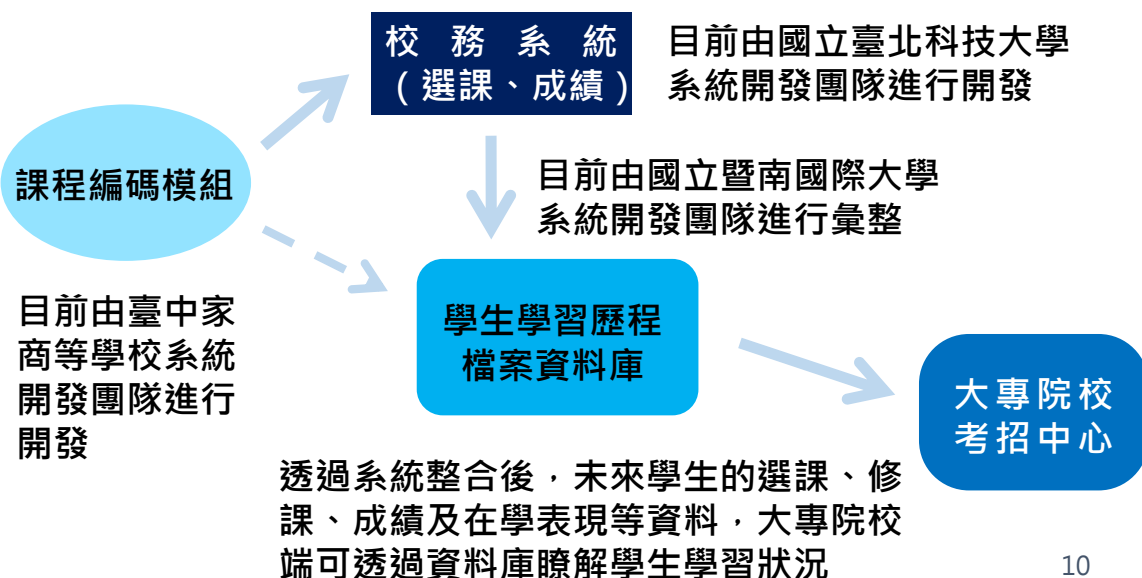 校務系統
(選課、成績)
目前由國立臺北科技大學
系統開發團隊進行開發
課程編碼模組
目前由國立暨南國際大學
系統開發團隊進行彙整
目前由臺中家
商等學校系統
開發團隊進行
開發
學生學習歷程
檔案資料庫
大專院校
考招中心
透過系統整合後，未來學生的選課、修
課、成績及在學表現等資料，大專院校
端可透過資料庫瞭解學生學習狀況
10